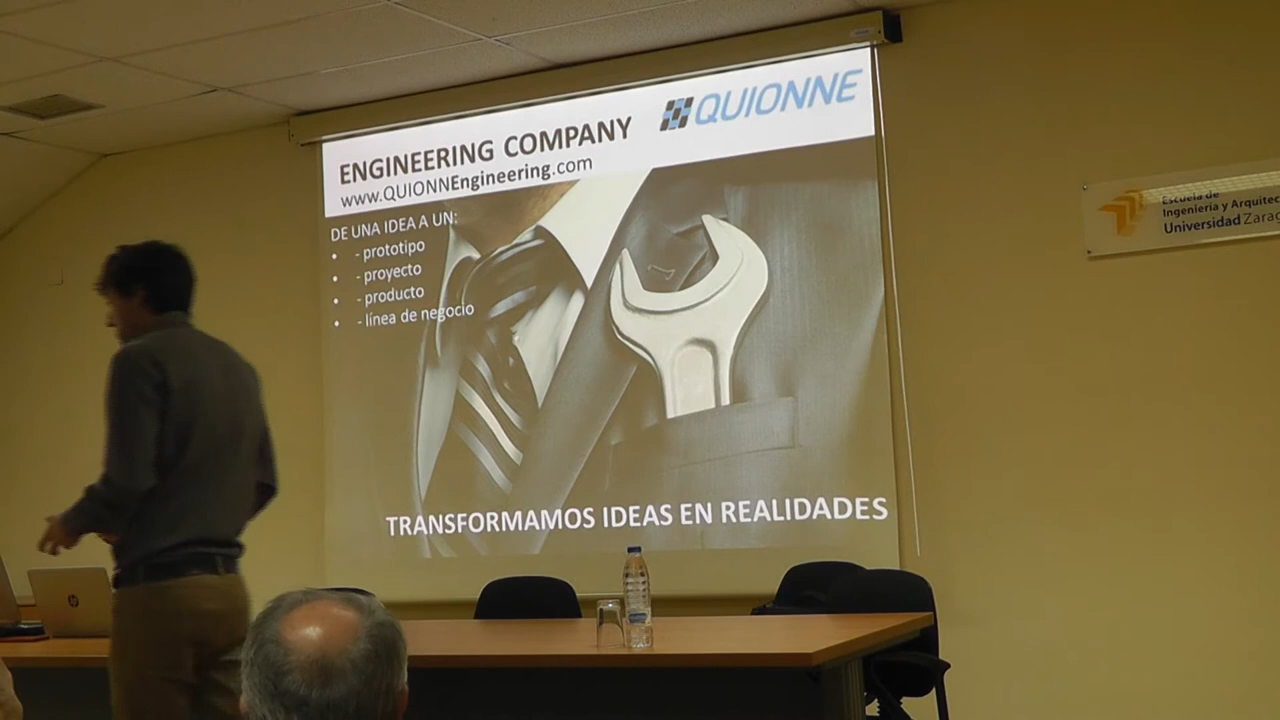 QUIONNE
ENGINEERING COMPANY
www.QUIONNEngineering.com
DE UNA IDEA A UN:
• - prototipo
• - proyecto
• - producto
• - línea de negocio
TRANSFORMAMOS IDEAS EN REALIDADES
Escuela de
Ingeniería y Arquitec
Universidad Zarag
hp